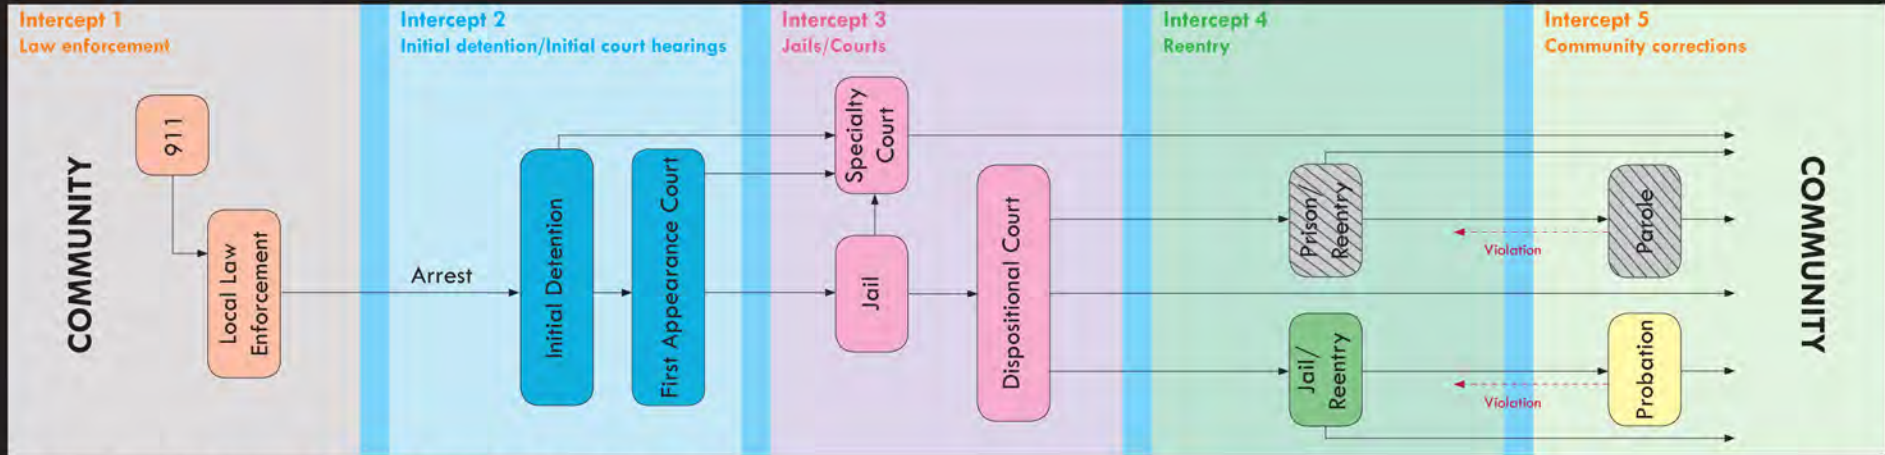 Intercept 1
Law enforcement
COMMUNITY
911
Local Law
Enforcement
Arrest
Intercept 2
Initial detention/Initial court hearings
Initial Detention
First Appearance Court
Intercept 3
Jails/Courts
Specialty
Court
Jail
Dispositional Court
Intercept 4
Reentry
Prison/
Reentry
Jail/
Reentry
Violation
Violation
Intercept 5
Community corrections
Parole
Probation
COMMUNITY